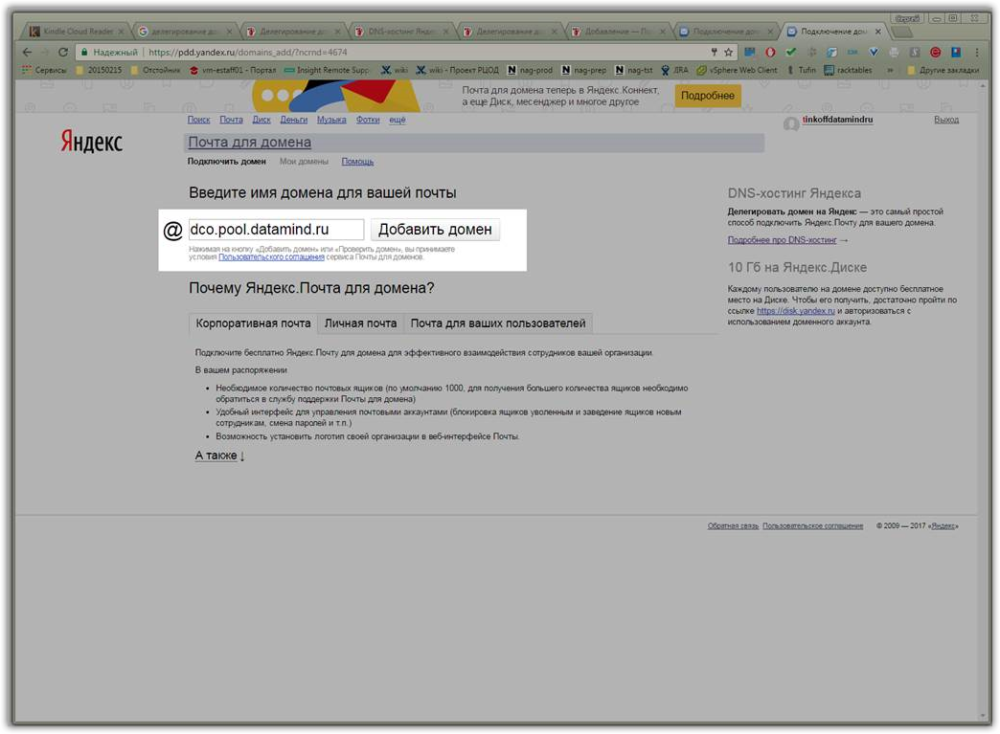 Сергей
Kindle Cloud Reader
делегирование д
Делегирование
DNS-хостинг Яндекс
Делегирование
Добавление — По
Подключение дом
Подключение дом
Надежный
https://pdd.yandex.ru/domains_add/?ncrnd=4674
Сервисы 20150215 Отстойник vm-estaff01 - Портал Insight Remote Supp wiki wiki - Проект РЦОД nag-prod nag-prep nag-tst JIRA vSphere Web Client Tufin racktables » Другие закладки
Почта для домена теперь в Яндекс.Коннект,
а еще Диск, месенджер и многое другое
Подробнее
Поиск Почта Диск Деньги Музыка Фотки ещё
tinkoffdatamindru
Выход
Яндекс
Почта для домена
Подключить домен Мои домены Помощь
Введите имя домена для вашей почты
@ dco.pool.datamind.ru Добавить домен
Нажимая на кнопку «Добавить домен» или «Проверить домен», вы принимаете
условия Пользовательского соглашения сервиса Почты для доменов.
Почему Яндекс.Почта для домена?
Корпоративная почта Личная почта Почта для ваших пользователей
Подключите бесплатно Яндекс.Почту для домена для эффективного взаимодействия сотрудников вашей организации
В вашем распоряжении
• Необходимое количество почтовых ящиков (по умолчанию 1000, для получения большего количества ящиков необходимо
обратиться в службу поддержки Почты для домена)
• Удобный интерфейс для управления почтовыми аккаунтами (блокировка ящиков уволенным и заведение ящиков новым
сотрудникам, смена паролей и т.п.)
• Возможность установить логотип своей организации в веб-интерфейсе Почты.
А также ↓
DNS-хостинг Яндекса
Делегировать домен на Яндекс — это самый простой
способ подключить Яндекс.Почту для вашего домена.
Подробнее про DNS-хостинг →
10 Гб на Яндекс.Диске
Каждому пользователю на домене доступно бесплатное
место на Диске. Чтобы его получить, достаточно пройти по
ссылке https://disk.yandex.ru и авторизоваться с
использованием доменного аккаунта.
Обратная связь Пользовательское соглашение © 2009 — 2017 «Яндекс»